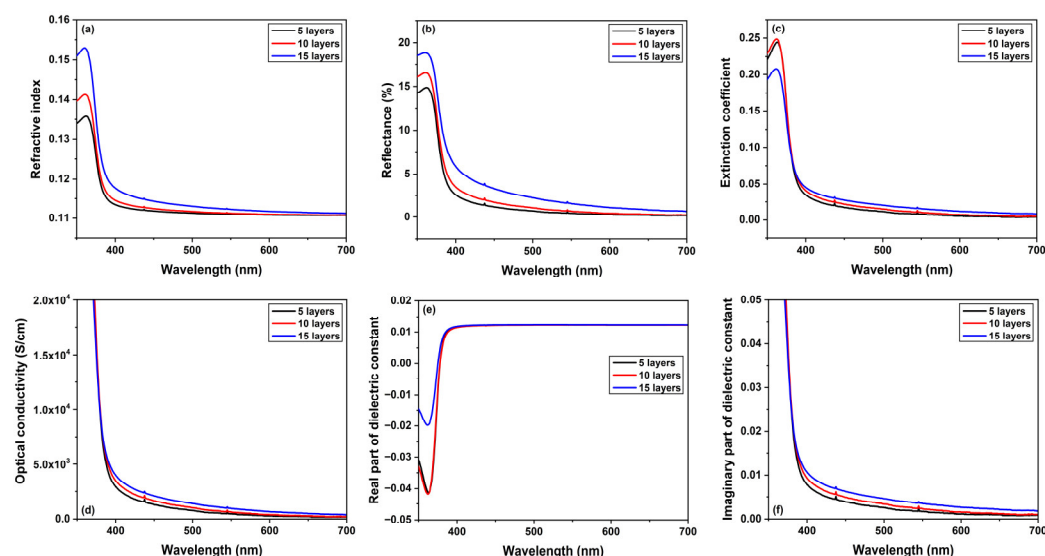 (a)
5 layers
10 layers
15 layers
0.16
0.15
0.14
0.13
0.12
0.11
Refractive index
400 500 600 700
Wavelength (nm)
(b)
5 layers
10 layers
15 layers
20
15
10
5
0
Reflectance (%)
400 500 600 700
Wavelength (nm)
(c)
5 layers
10 layers
15 layers
0.25
0.20
0.15
0.10
0.05
0.00
Extinction coefficient
400 500 600 700
Wavelength (nm)
(d)
5 layers
10 layers
15 layers
2.0x10⁴
1.5x10⁴
1.0x10⁴
5.0x10³
0.0
Optical conductivity (S/cm)
400 500 600 700
Wavelength (nm)
(e)
5 layers
10 layers
15 layers
0.02
0.01
0.00
−0.01
−0.02
−0.03
−0.04
−0.05
Real part of dielectric constant
400 500 600 700
Wavelength (nm)
(f)
5 layers
10 layers
15 layers
0.05
0.04
0.03
0.02
0.01
0.00
Imaginary part of dielectric constant
400 500 600 700
Wavelength (nm)